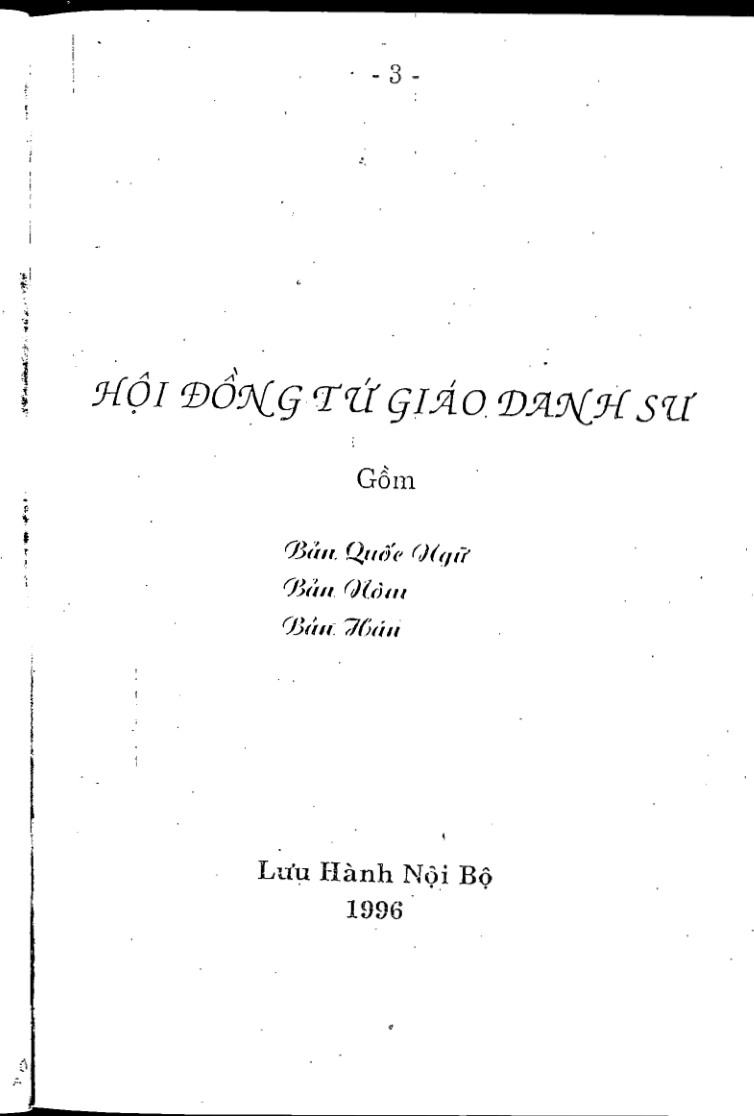 - 3 -
HỘI ĐỒNG TỨ GIÁO DANH SƯ
Gồm
Bản Quốc Ngữ
Bản Nôm
Bản Hán
Lưu Hành Nội Bộ
1996